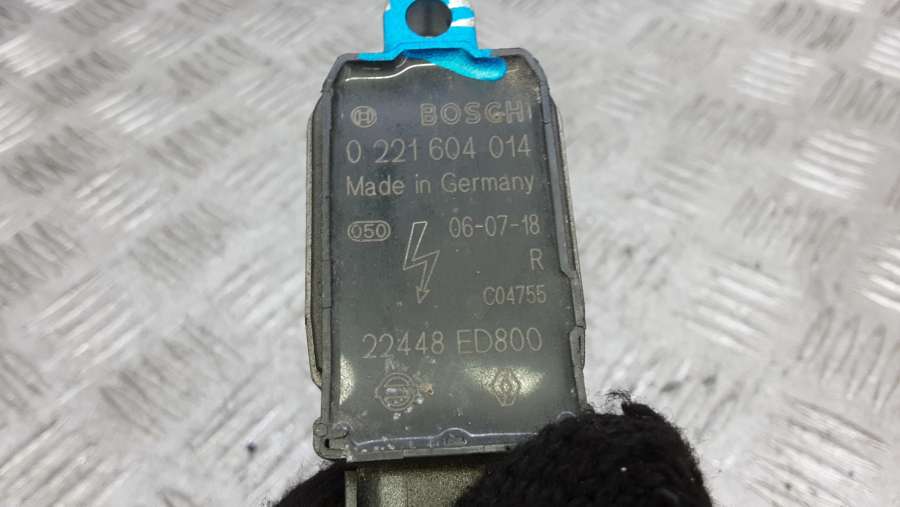 BOSCH
0 221 604 014
Made in Germany
050 06-07-18
R
C04755
22448 ED800